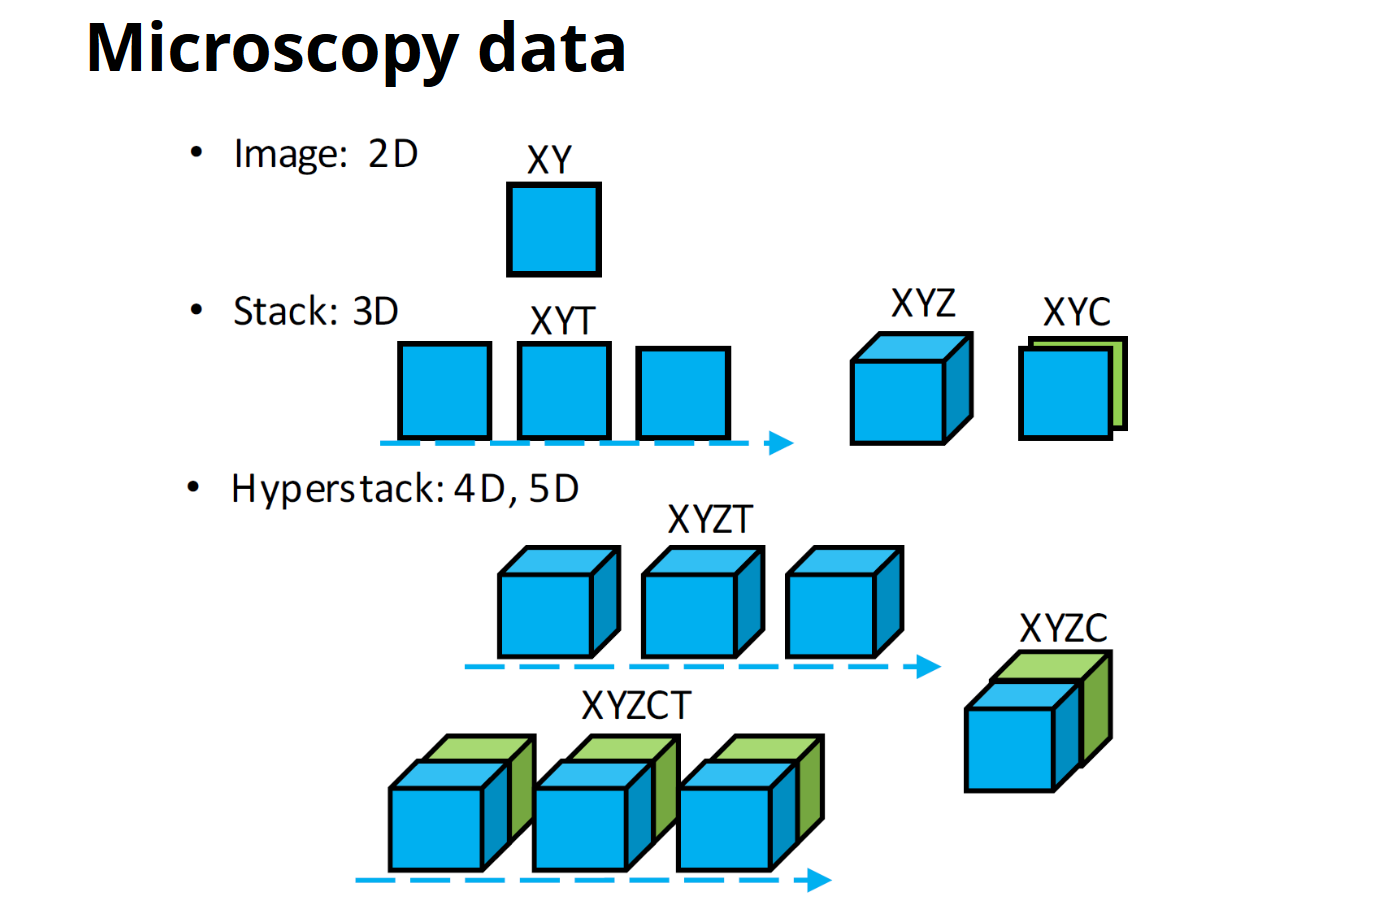 Microscopy data
• Image: 2D
XY
• Stack: 3D
XYT
XYZ
XYC
• Hyperstack: 4D, 5D
XYZT
XYZC
XYZCT